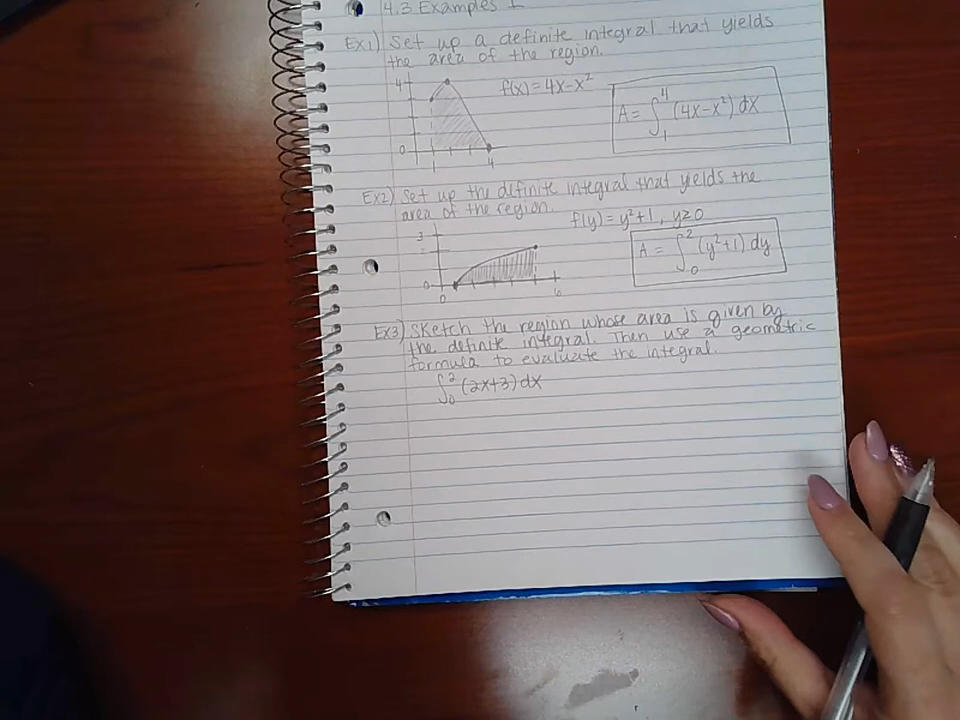 4.3 Examples I
Ex1) Set up a definite integral that yields
the area of the region.
4
f(x) = 4x-x²
A = ∫₁⁴ (4x-x²) dx
0
4
Ex2) Set up the definite integral that yields the
area of the region.
f(y) = y²+1, y≥0
3
A = ∫₀² (y²+1) dy
0
0
6
Ex3) Sketch the region whose area is given by
the definite integral. Then use a geometric
formula to evaluate the integral.
∫₀² (2x+3) dx